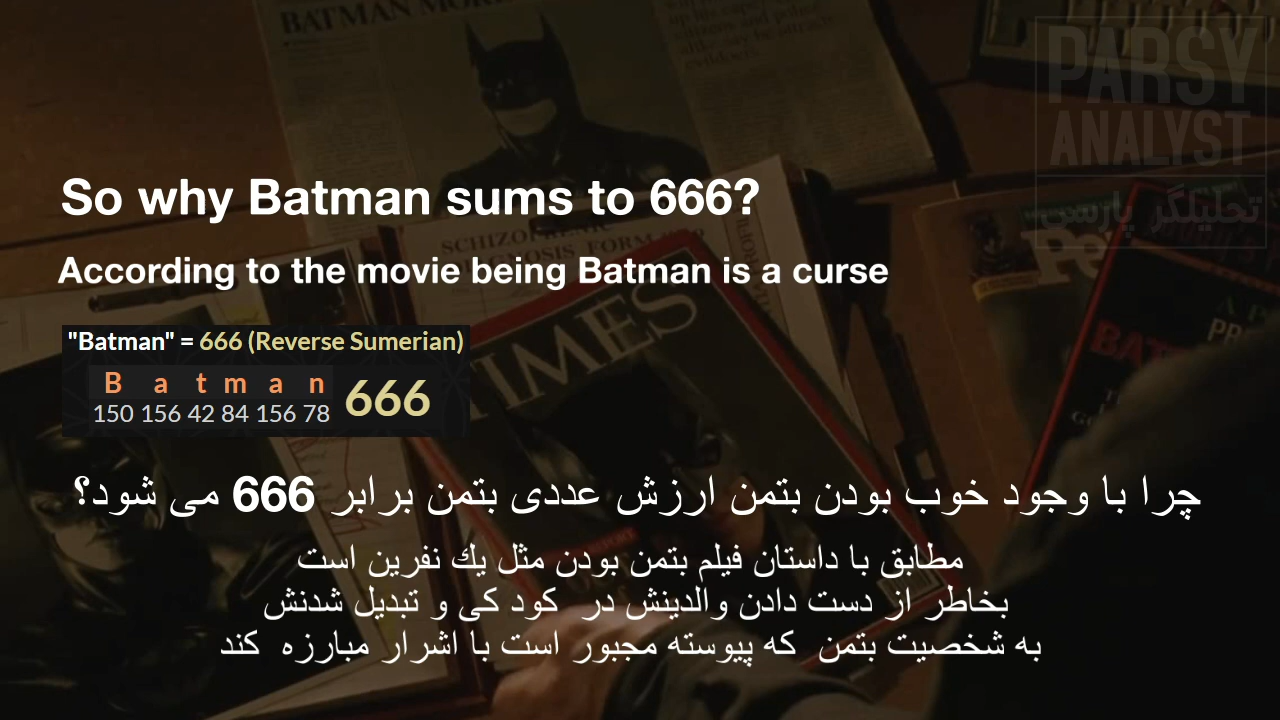 BATMAN MORE
PARSY
ANALYST
تحلیلگر پارسی
So why Batman sums to 666?
SCHIZOPHRENIC
According to the movie being Batman is a curse
TIMES
"Batman" = 666 (Reverse Sumerian)
B a t m a n
150 156 42 84 156 78 666
چرا با وجود خوب بودن بتمن ارزش عددی بتمن برابر 666 می شود؟
مطابق با داستان فیلم بتمن بودن مثل يك نفرین است
بخاطر از دست دادن والدینش در کود کی و تبدیل شدنش
به شخصیت بتمن که پیوسته مجبور است با اشرار مبارزه کند